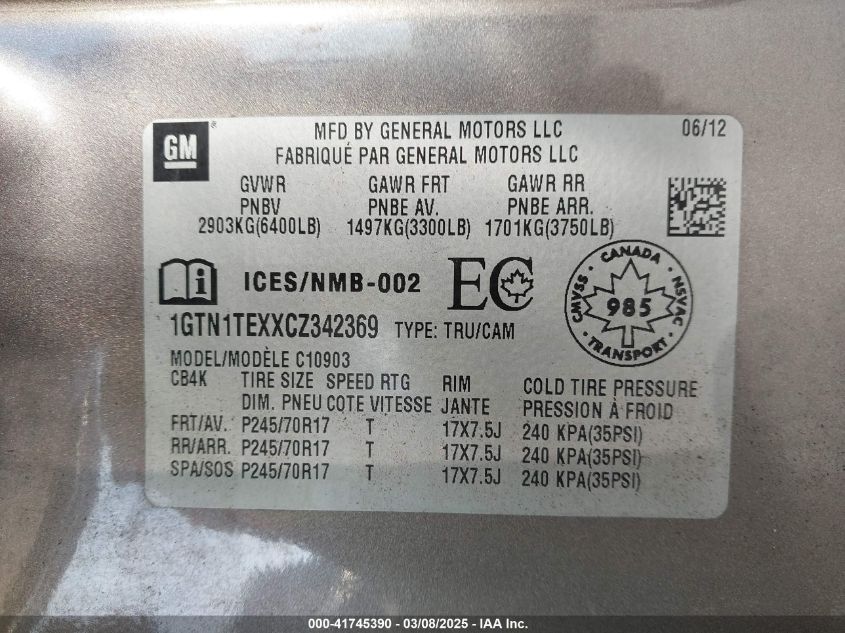 GM
MFD BY GENERAL MOTORS LLC 06/12
FABRIQUÉ PAR GENERAL MOTORS LLC
GVWR GAWR FRT GAWR RR
PNBV PNBE AV. PNBE ARR.
2903KG(6400LB) 1497KG(3300LB) 1701KG(3750LB)
i ICES/NMB-002 EC
CANADA
CMVSS 985 NSVAC
TRANSPORT
1GTN1TEXXCZ342369 TYPE: TRU/CAM
MODEL/MODÈLE C10903
CB4K TIRE SIZE SPEED RTG RIM COLD TIRE PRESSURE
DIM. PNEU COTE VITESSE JANTE PRESSION À FROID
FRT/AV. P245/70R17 T 17X7.5J 240 KPA(35PSI)
RR/ARR. P245/70R17 T 17X7.5J 240 KPA(35PSI)
SPA/SOS P245/70R17 T 17X7.5J 240 KPA(35PSI)
000-41745390 - 03/08/2025 - IAA Inc.